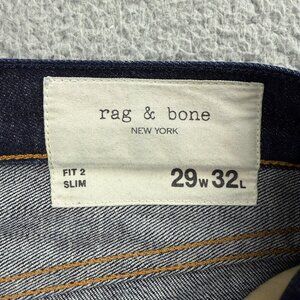 rag & bone
NEW YORK
FIT 2
SLIM
29W 32L